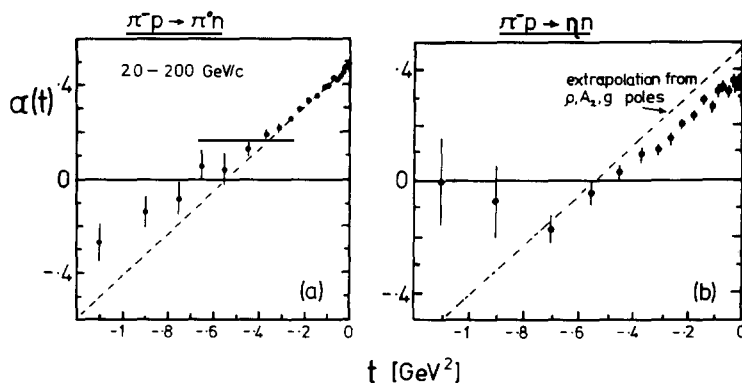 π⁻p → π°n
π⁻p → ηn
20 – 200 GeV/c
extrapolation from
ρ, A₂, g poles
α(t)
.4
0
-.4
(a)
-1
-.8
-.6
-.4
-.2
0
.4
0
-.4
(b)
-1
-.8
-.6
-.4
-.2
0
t [GeV²]